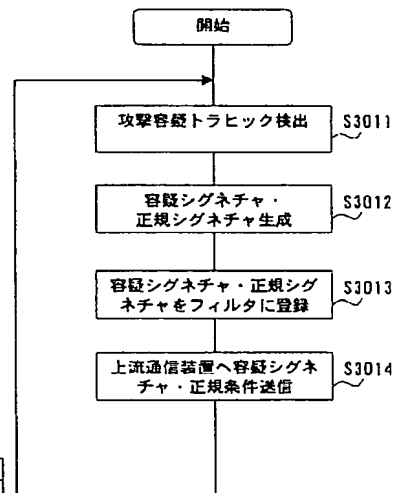 開始
攻撃容疑トラヒック検出
S3011
容疑シグネチャ・
正規シグネチャ生成
S3012
容疑シグネチャ・正規シグ
ネチャをフィルタに登録
S3013
上流通信装置へ容疑シグネ
チャ・正規条件送信
S3014